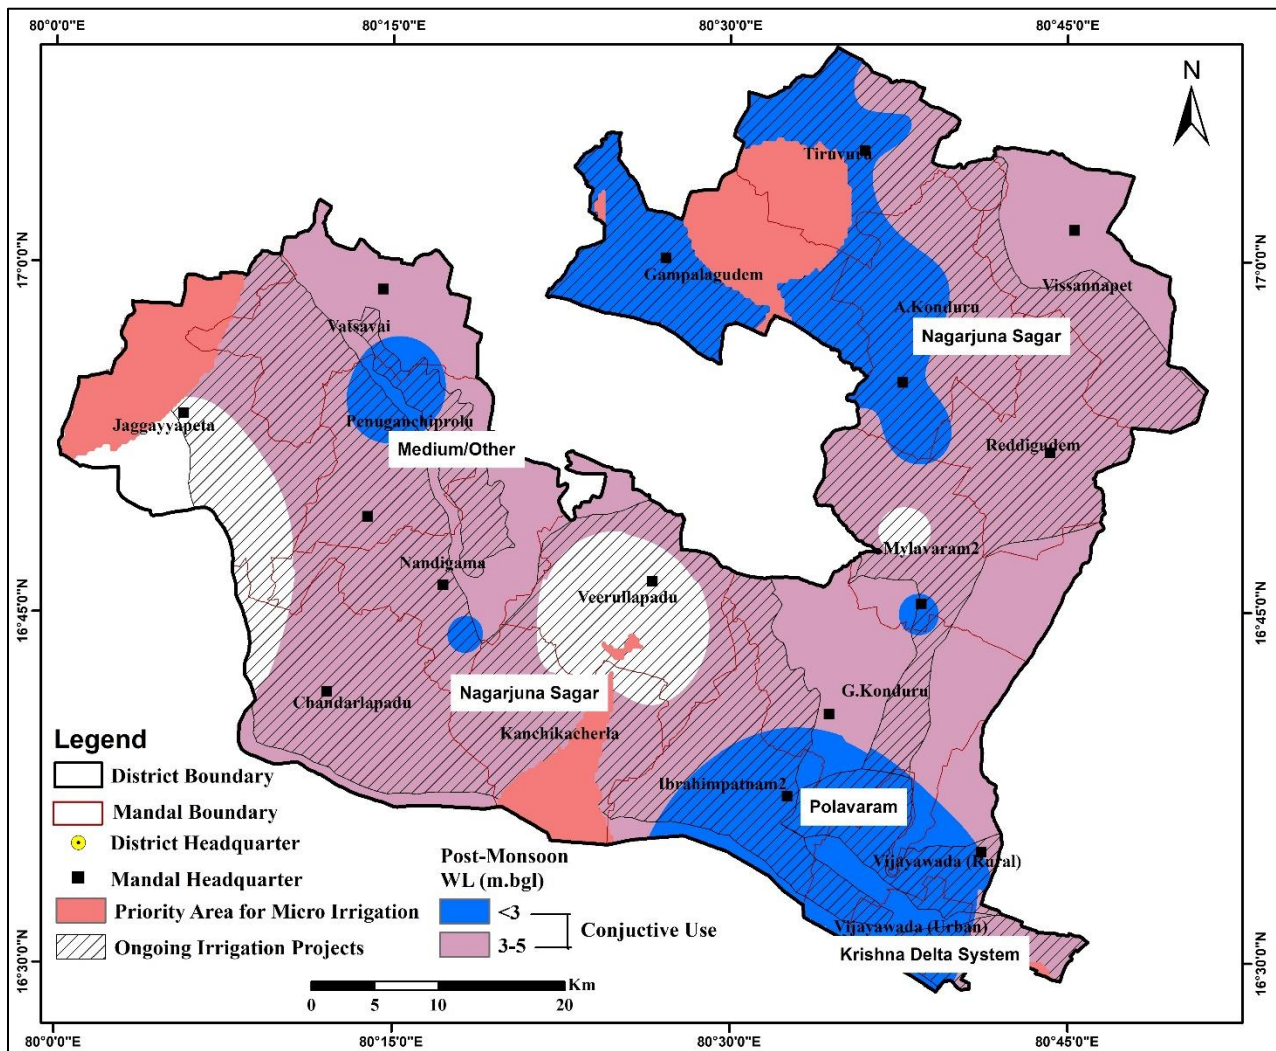 80°0'0"E
80°15'0"E
80°30'0"E
80°45'0"E
N
17°0'0"N
17°0'0"N
16°45'0"N
16°45'0"N
16°30'0"N
16°30'0"N
Tiruvuru
Gampalagudem
Vissannapet
A.Konduru
Nagarjuna Sagar
Vatsavai
Jaggayyapeta
Penuganchiprolu
Medium/Other
Reddigudem
Mylavaram2
Nandigama
Veerullapadu
Nagarjuna Sagar
Chandarlapadu
G.Konduru
Kanchikacherla
Ibrahimpatnam2
Polavaram
Vijayawada (Rural)
Vijayawada (Urban)
Krishna Delta System
Legend
District Boundary
Mandal Boundary
District Headquarter
Mandal Headquarter
Priority Area for Micro Irrigation
Ongoing Irrigation Projects
Post-Monsoon
WL (m.bgl)
<3
3-5
Conjuctive Use
Km
0 5 10 20
80°0'0"E
80°15'0"E
80°30'0"E
80°45'0"E